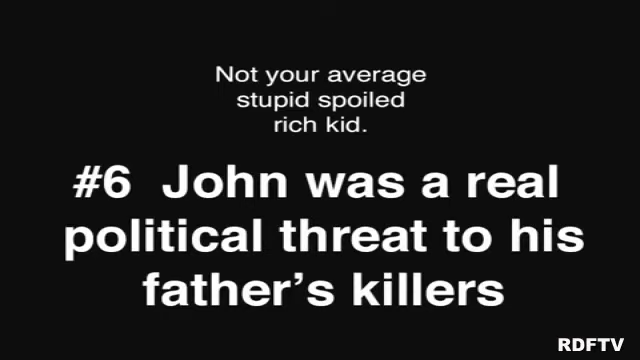 Not your average
stupid spoiled
rich kid.
#6 John was a real
political threat to his
father's killers
RDFTV